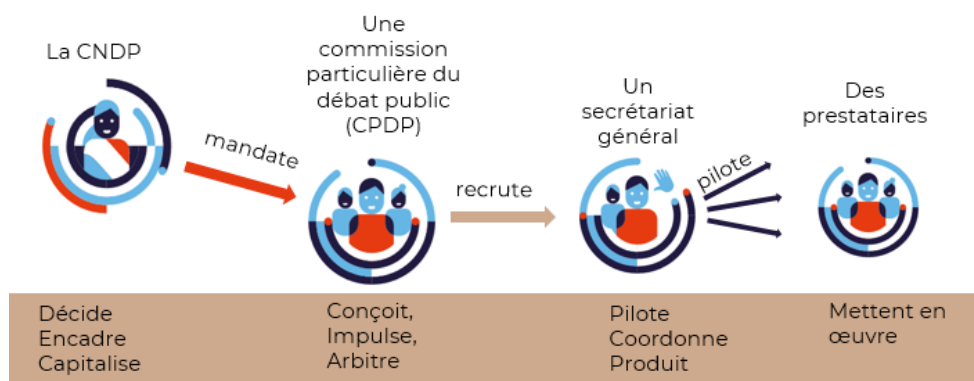 La CNDP
mandate
Une
commission
particulière du
débat public
(CPDP)
recrute
Un
secrétariat
général
pilote
Des
prestataires
Décide
Encadre
Capitalise
Conçoit,
Impulse,
Arbitre
Pilote
Coordonne
Produit
Mettent en
œuvre